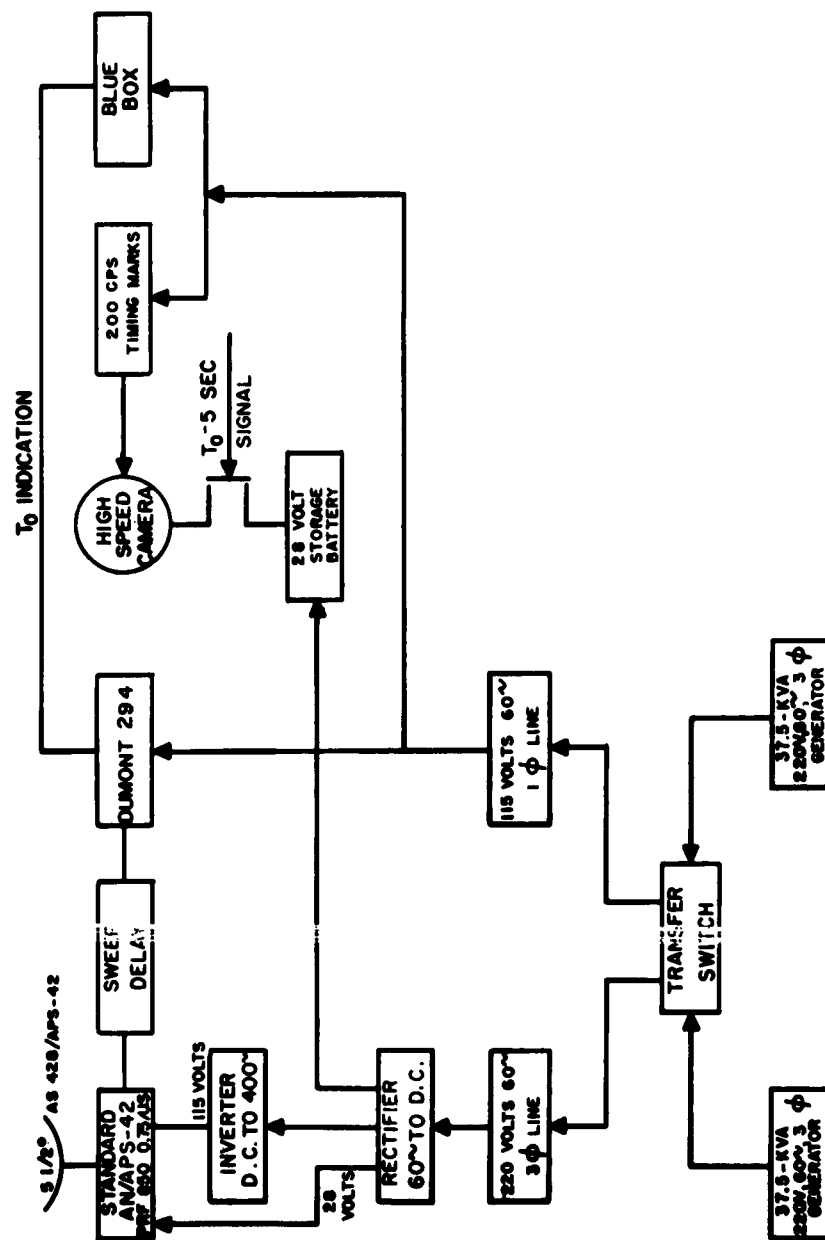 5 1/2°
AS 428/APS-42
STANDARD
AN/APS-42
PRF 650 0.75/US
SWEEP
DELAY
DUMONT 294
T0 INDICATION
BLUE
BOX
200 CPS
TIMING MARKS
HIGH
SPEED
CAMERA
T0-5 SEC
SIGNAL
28 VOLT
STORAGE
BATTERY
115 VOLTS
INVERTER
D.C. TO 400~
28
VOLTS
RECTIFIER
60~ TO D.C.
220 VOLTS 60~
3 ϕ LINE
115 VOLTS 60~
1 ϕ LINE
TRANSFER
SWITCH
37.5-KVA
220V, 60~, 3 ϕ
GENERATOR
37.5-KVA
220V, 60~, 3 ϕ
GENERATOR